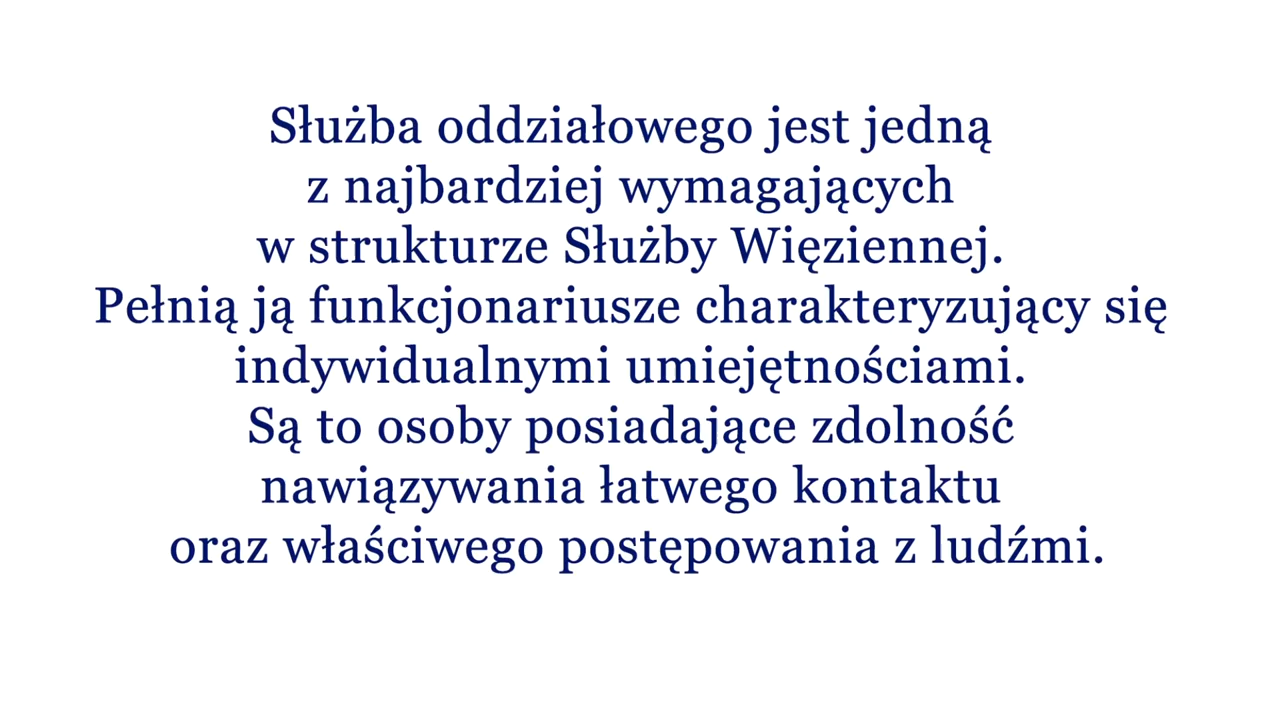 Służba oddziałowego jest jedną
z najbardziej wymagających
w strukturze Służby Więziennej.
Pełnią ją funkcjonariusze charakteryzujący się
indywidualnymi umiejętnościami.
Są to osoby posiadające zdolność
nawiązywania łatwego kontaktu
oraz właściwego postępowania z ludźmi.